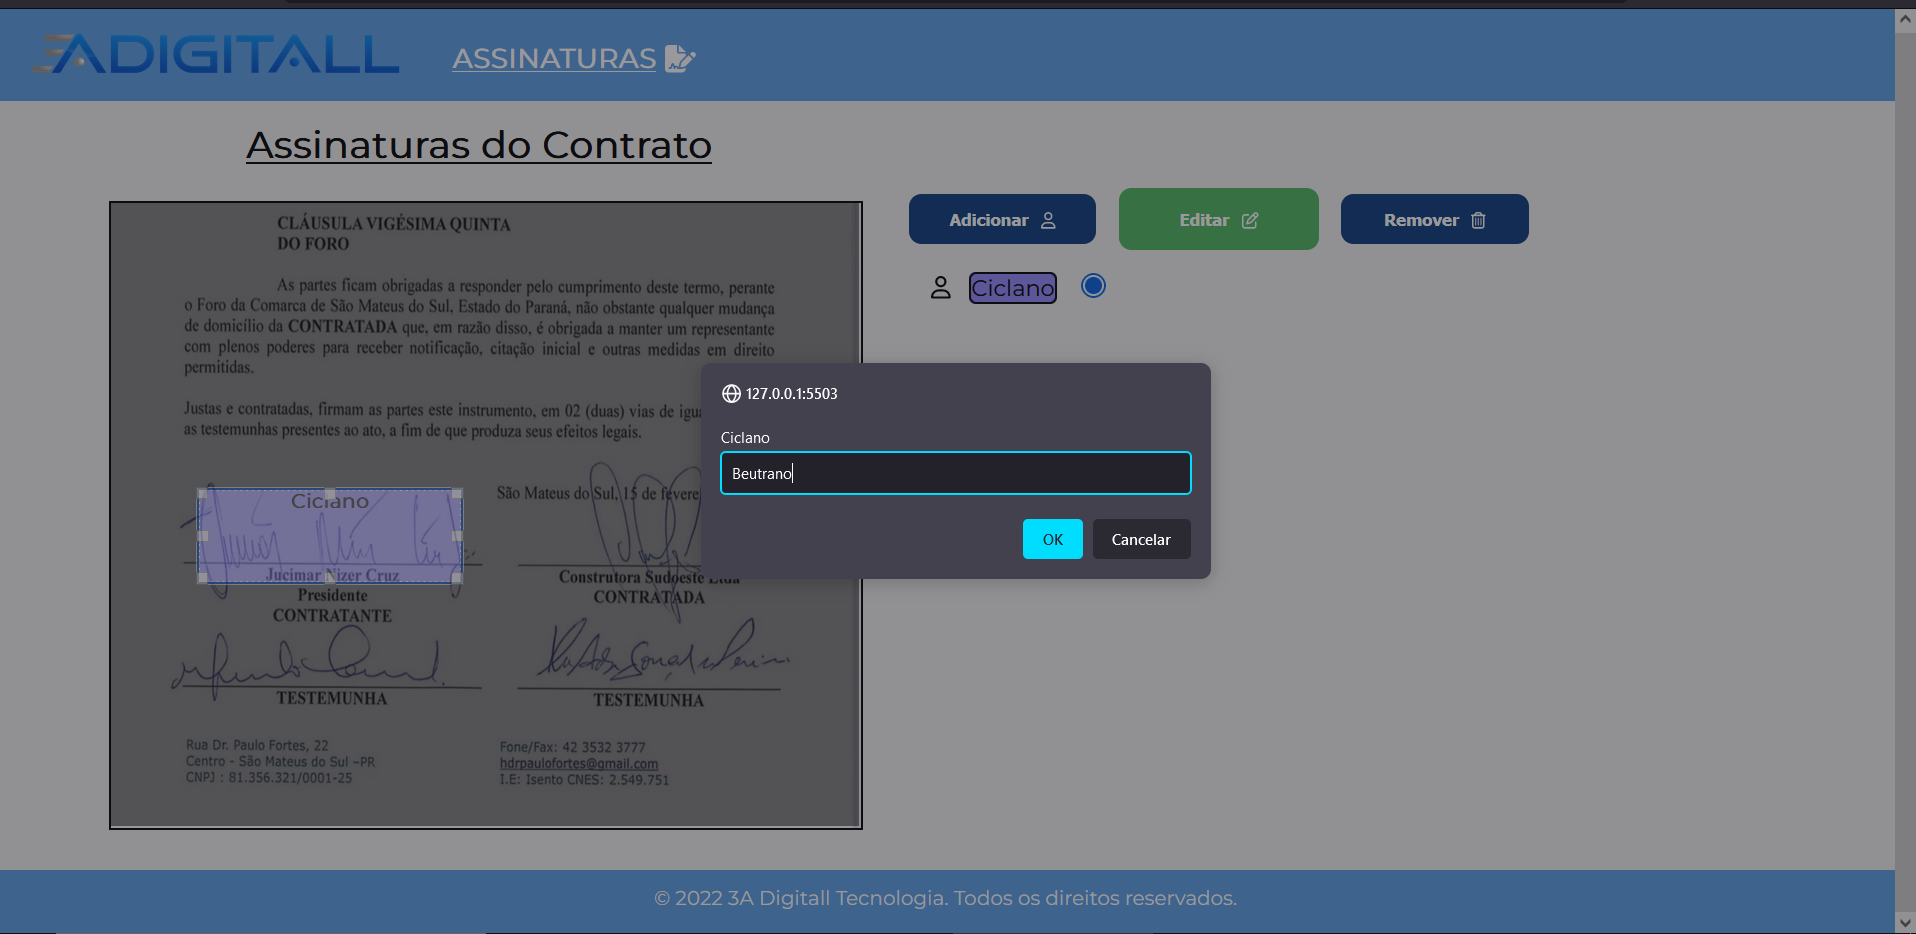 3ADIGITALL
ASSINATURAS
Assinaturas do Contrato
CLÁUSULA VIGÉSIMA QUINTA
DO FORO
As partes ficam obrigadas a responder pelo cumprimento deste termo, perante
o Foro da Comarca de São Mateus do Sul, Estado do Paraná, não obstante qualquer mudança
de domicílio da CONTRATADA que, em razão disso, é obrigada a manter um representante
com plenos poderes para receber notificação, citação inicial e outras medidas em direito
permitidas.
Justas e contratadas, firmam as partes este instrumento, em 02 (duas) vias de
as testemunhas presentes ao ato, a fim de que produza seus efeitos legais.
São Mateus do Sul, 15 de
Ciclano
Jucimar Nizer Cruz
Presidente
CONTRATANTE
Construtora Sudoeste Ltda
CONTRATADA
TESTEMUNHA
TESTEMUNHA
Rua Dr. Paulo Fortes, 22
Centro - São Mateus do Sul –PR
CNPJ : 81.356.321/0001-25
Fone/Fax: 42 3532 3777
hdrpaulofortes@gmail.com
I.E: Isento CNES: 2.549.751
Adicionar
Editar
Remover
Ciclano
127.0.0.1:5503
Ciclano
Beutrano
OK
Cancelar
© 2022 3A Digitall Tecnologia. Todos os direitos reservados.